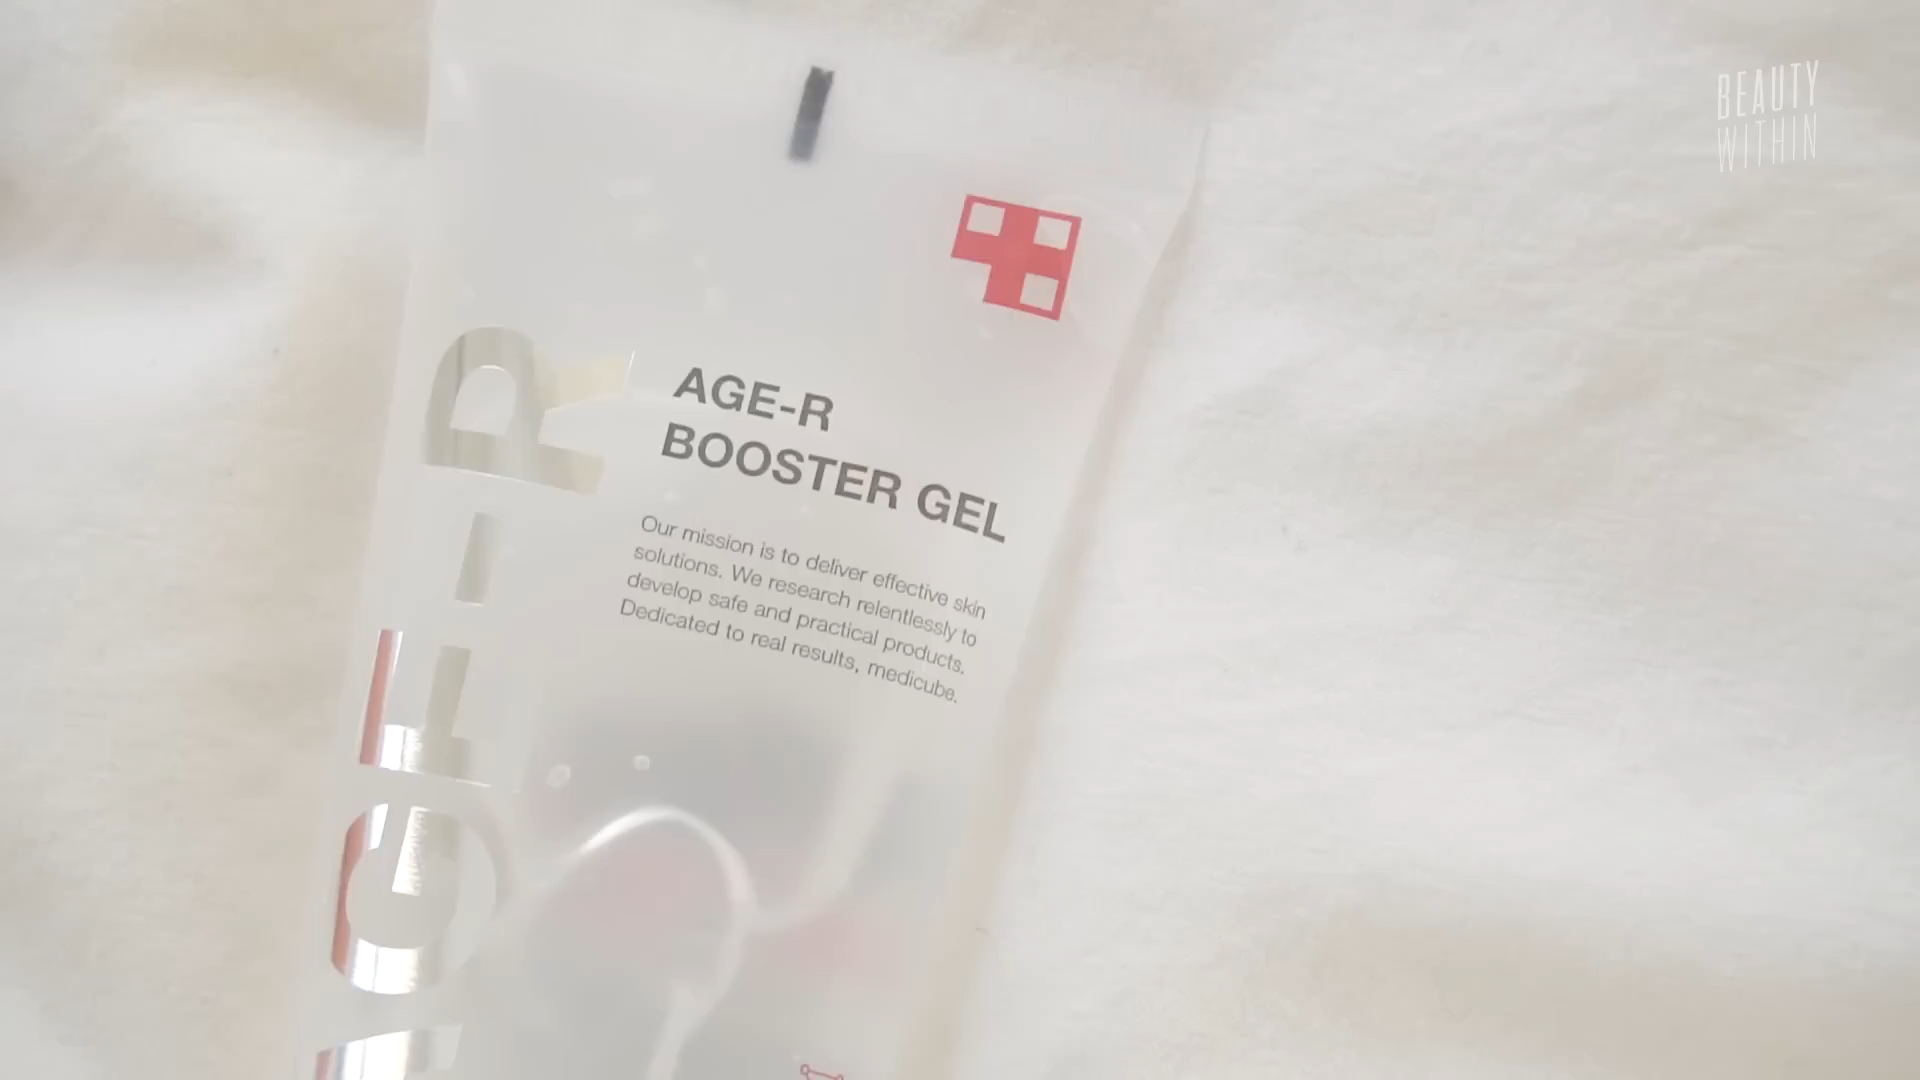 BEAUTY
WITHIN
AGE-R
AGE-R
BOOSTER GEL
Our mission is to deliver effective skin
solutions. We research relentlessly to
develop safe and practical products.
Dedicated to real results, medicube.